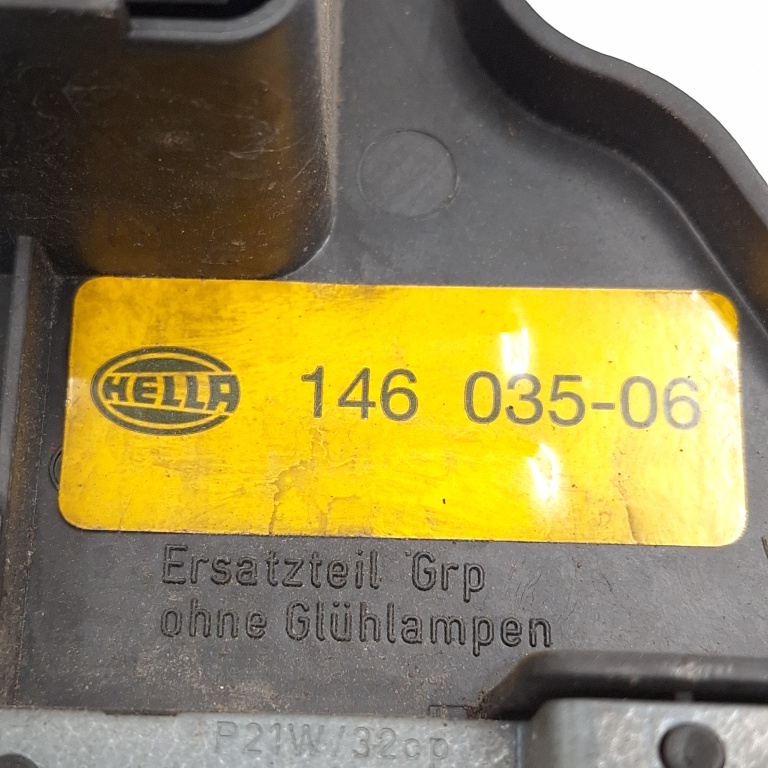 HELLA 146 035-06
Ersatzteil Grp
ohne Glühlampen
P21W/32cp